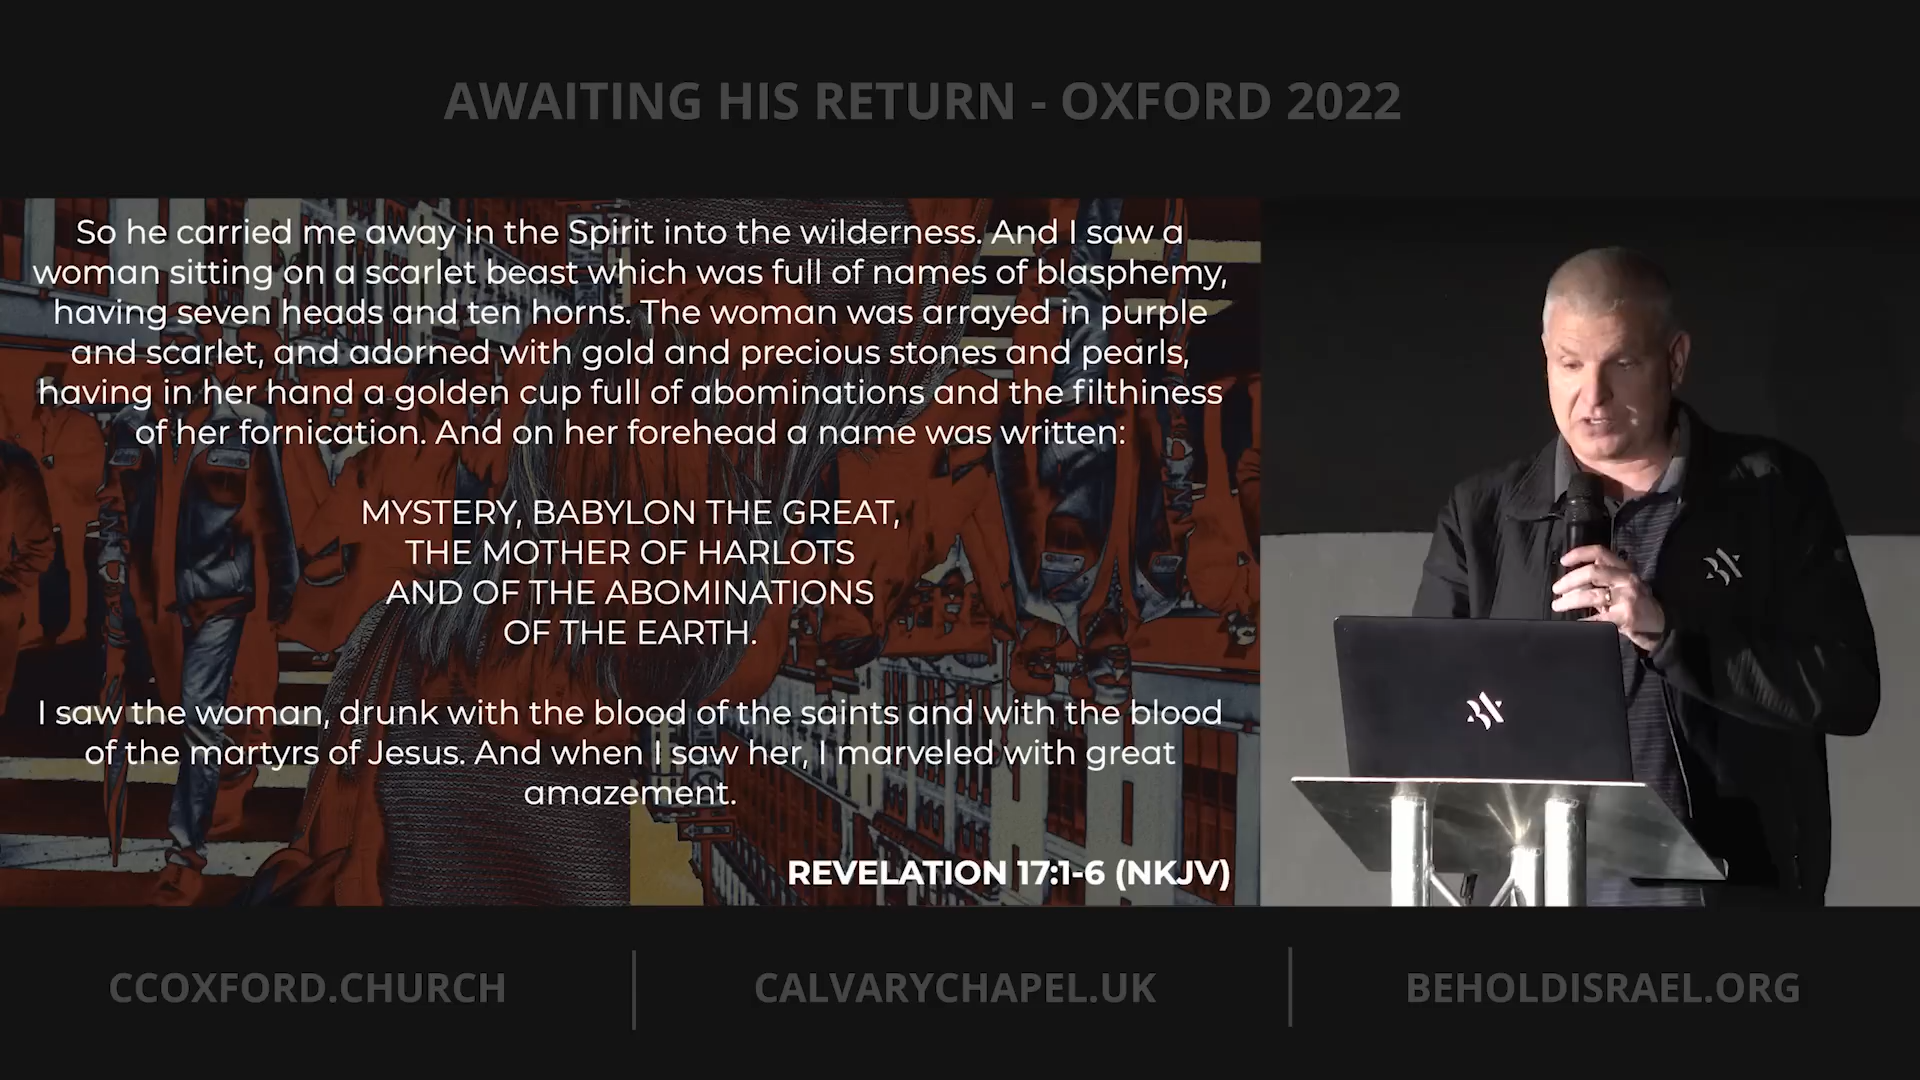 AWAITING HIS RETURN - OXFORD 2022
So he carried me away in the Spirit into the wilderness. And I saw a
woman sitting on a scarlet beast which was full of names of blasphemy,
having seven heads and ten horns. The woman was arrayed in purple
and scarlet, and adorned with gold and precious stones and pearls,
having in her hand a golden cup full of abominations and the filthiness
of her fornication. And on her forehead a name was written:
MYSTERY, BABYLON THE GREAT,
THE MOTHER OF HARLOTS
AND OF THE ABOMINATIONS
OF THE EARTH.
I saw the woman, drunk with the blood of the saints and with the blood
of the martyrs of Jesus. And when I saw her, I marveled with great
amazement.
REVELATION 17:1-6 (NKJV)
CCOXFORD.CHURCH
CALVARYCHAPEL.UK
BEHOLDISRAEL.ORG